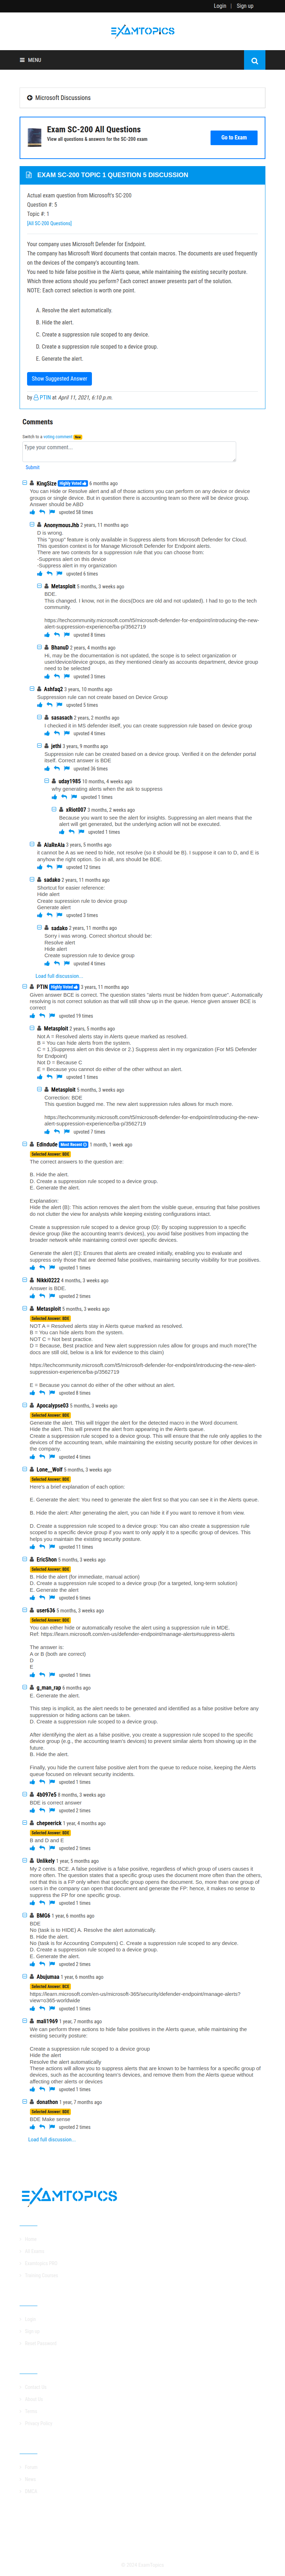 Login | Sign up
EXAMTOPICS
MENU
Microsoft Discussions
Exam SC-200 All Questions
View all questions & answers for the SC-200 exam
Go to Exam
EXAM SC-200 TOPIC 1 QUESTION 5 DISCUSSION
Actual exam question from Microsoft's SC-200
Question #: 5
Topic #: 1
[All SC-200 Questions]
Your company uses Microsoft Defender for Endpoint.
The company has Microsoft Word documents that contain macros. The documents are used frequently
on the devices of the company's accounting team.
You need to hide false positive in the Alerts queue, while maintaining the existing security posture.
Which three actions should you perform? Each correct answer presents part of the solution.
NOTE: Each correct selection is worth one point.
A. Resolve the alert automatically.
B. Hide the alert.
C. Create a suppression rule scoped to any device.
D. Create a suppression rule scoped to a device group.
E. Generate the alert.
Show Suggested Answer
by PTIN at April 11, 2021, 6:10 p.m.
Comments
Switch to a voting comment New
Type your comment...
Submit
KingSize Highly Voted 6 months ago
You can Hide or Resolve alert and all of those actions you can perform on any device or a specific
group or single device. But in question there is accounting team so there should be group.
Answer should be ABD
upvoted 58 times
AnonymousJhb 2 years, 11 months ago
D is wrong.
This "group" feature is only available in Suppress alerts from Microsoft Defender for Cloud.
This question context is for Manage Microsoft Defender for Endpoint alerts.
There are two contexts for a suppression rule that you can choose from:
-Suppress alert on this device
-Suppress alert in my organization
upvoted 6 times
Metasploit 5 months, 3 weeks ago
BDE.
This changed. I know, not in the docs(Docs are old and not updated). I had to go to the tech
community.
https://techcommunity.microsoft.com/t5/microsoft-defender-for-endpoint/introducing-the-new-
alert-suppression-experience/ba-p/3562719
upvoted 8 times
BhanuD 2 years, 4 months ago
Hi, may be the documentation is not updated, the scope is to select organization or
user/device/device groups, as they mentioned clearly as accounts department, device group
need to be selected
upvoted 3 times
Ashfaq2 3 years, 10 months ago
Suppression rule can not create based on Device Group
upvoted 5 times
sasasach 2 years, 2 months ago
I checked it in MS defender itself, you can create suppression rule based on device group
upvoted 4 times
jethi 3 years, 9 months ago
Suppression rule can be created based on a device group. Verified it on the defender portal
itself. Correct answer is BDE
upvoted 36 times
uday1985 10 months, 4 weeks ago
why generating alerts when the ask is to suppress
upvoted 1 times
xRiot007 3 months, 2 weeks ago
Because you want to see the alert for insights. Suppressing an alert means that the
alert will be generated, but the underlying action will not be executed.
upvoted 1 times
AlaReAla 2 years, 5 months ago
it cannot be A as we need to hide, not resolve (so it should be B). I suppose it can to D, and E is
anyhow the right option. So in all, ans should be BDE.
upvoted 12 times
sadako 2 years, 11 months ago
Shortcut for easier reference:
Hide alert
Create supression rule to device group
Generate alert
upvoted 3 times
sadako 2 years, 11 months ago
Sorry i was wrong. Correct shortcut should be:
Resolve alert
Hide alert
Create supression rule to device group.
upvoted 4 times
Load full discussion...
PTIN Highly Voted 3 years, 11 months ago
Given answer BCE is correct. The question states "alerts must be hidden from alert queue". Automatically
resolving is not correct solution as that will still show up in the queue. Hence given answer BCE is
correct
upvoted 19 times
Metasploit 2 years, 5 months ago
Not A = Resolved alerts stay in Alerts queue marked as resolved.
B = You can hide alerts from the system.
C = 1.)Suppression alert on this device or 2.) Suppress alert in my organization (For MS Defender
for Endpoint)
Not D = Because C
E = Because you cannot do either of the other without an alert.
upvoted 1 times
Metasploit 5 months, 3 weeks ago
Correction: BDE
This question bugged me. The new alert suppression rules allows for much more.
https://techcommunity.microsoft.com/t5/microsoft-defender-for-endpoint/introducing-the-new-
alert-suppression-experience/ba-p/3562719
upvoted 7 times
Edindude Most Recent 1 month, 1 week ago
Selected Answer: BDE
The correct answers to the question are:
B. Hide the alert.
D. Create a suppression rule scoped to a device group.
E. Generate the alert.
Explanation:
Hide the alert (B): This action removes the alert from the visible queue, ensuring that false positives do
not clutter the view for analysts while keeping existing configurations intact.
Create a suppression rule scoped to a device group (D): By scoping suppression to a specific
device group (like the accounting team's devices), you avoid potential risks of impacting the
broader network while maintaining control over specific devices.
Generate the alert (E): Ensures that alerts are created initially, enabling you to evaluate and
suppress only those that are deemed false positives, maintaining security visibility for true positives.
upvoted 1 times
Nikki0222 4 months, 3 weeks ago
Answer is BDE.
upvoted 2 times
Metasploit 5 months, 3 weeks ago
Selected Answer: BDE
NOT A = Resolved alerts stay in Alerts queue marked as resolved.
B = You can hide alerts from the system.
NOT C = Not best practice.
D = Because, Best practice and New alert suppression rules allow for groups and much more(The
docs are still old, below is a link for evidence to this claim)
https://techcommunity.microsoft.com/t5/microsoft-defender-for-endpoint/introducing-the-new-alert-
suppression-experience/ba-p/3562719
E = Because you cannot do either of the other without an alert.
upvoted 8 times
Apocalypse03 5 months, 3 weeks ago
Selected Answer: BDE
Generate the alert. This will trigger the alert for the detected macro in the Word document.
Hide the alert. This will prevent the alert from appearing in the Alerts queue.
Create a suppression rule scoped to a device group. This will ensure that the rule only applies to the
devices of the accounting team, while maintaining the existing security posture for other devices in
the company.
upvoted 4 times
Lone__Wolf 5 months, 3 weeks ago
Selected Answer: BDE
Here's a brief explanation of each option:
E. Generate the alert: You need to generate the alert first so that you can see it in the Alerts queue.
B. Hide the alert: After generating the alert, you can hide it if you want to remove it from view.
D. Create a suppression rule scoped to a device group: You can also create a suppression rule
scoped to a specific device group if you want to only apply it to a specific group of devices. This
helps you maintain the existing security posture.
upvoted 11 times
EricShon 5 months, 3 weeks ago
Selected Answer: BDE
B. Hide the alert (for immediate, manual action)
D. Create a suppression rule scoped to a device group (for a targeted, long-term solution)
E. Generate the alert
upvoted 6 times
user636 5 months, 3 weeks ago
Selected Answer: BDE
You can either hide or automatically resolve the alert using a suppression rule in MDE.
Ref: https://learn.microsoft.com/en-us/defender-endpoint/manage-alerts#suppress-alerts
The answer is:
A or B (both are correct)
D
E
upvoted 1 times
g_man_rap 6 months ago
E. Generate the alert.
This step is implicit, as the alert needs to be generated and identified as a false positive before any
suppression or hiding actions can be taken.
D. Create a suppression rule scoped to a device group.
After identifying the alert as a false positive, you create a suppression rule scoped to the specific
device group (e.g., the accounting team's devices) to prevent similar alerts from showing up in the
future.
B. Hide the alert.
Finally, you hide the current false positive alert from the queue to reduce noise, keeping the Alerts
queue focused on relevant security incidents.
upvoted 1 times
4b097e5 8 months, 3 weeks ago
BDE is correct answer
upvoted 2 times
chepeerick 1 year, 4 months ago
Selected Answer: BDE
B and D and E
upvoted 2 times
Unlikely 1 year, 5 months ago
My 2 cents. BCE. A false positive is a false positive, regardless of which group of users causes it
more often. The question states that a specific group uses the document more often, but not
that this is a FP only when that specific group opens the document. So, from now on, if a group of
users in the company can open that document will generate the FP: hence, it makes no sense to
suppress the FP for one specific group.
upvoted 1 times
BMG6 1 year, 6 months ago
BDE
No (task is to HIDE) A. Resolve the alert automatically.
B. Hide the alert.
No (task is for Accounting Computers) C. Create a suppression rule scoped to any device.
D. Create a suppression rule scoped to a device group.
E. Generate the alert.
upvoted 2 times
Abujumaa 1 year, 6 months ago
Selected Answer: BCE
https://learn.microsoft.com/en-us/microsoft-365/security/defender-endpoint/manage-alerts?
view=o365-worldwide
upvoted 1 times
mali1969 1 year, 7 months ago
We can perform three actions to hide false positives in the Alerts queue, while maintaining the
existing security posture:
Create a suppression rule scoped to a device group
Hide the alert
Resolve the alert automatically
These actions will allow you to suppress alerts that are known to be harmless for a specific group of
devices, such as the accounting team's devices, and remove them from the Alerts queue without
affecting other alerts or devices
upvoted 1 times
donathon 1 year, 7 months ago
Selected Answer: BDE
BDE Make sense
upvoted 2 times
Load full discussion...
EXAMTOPICS